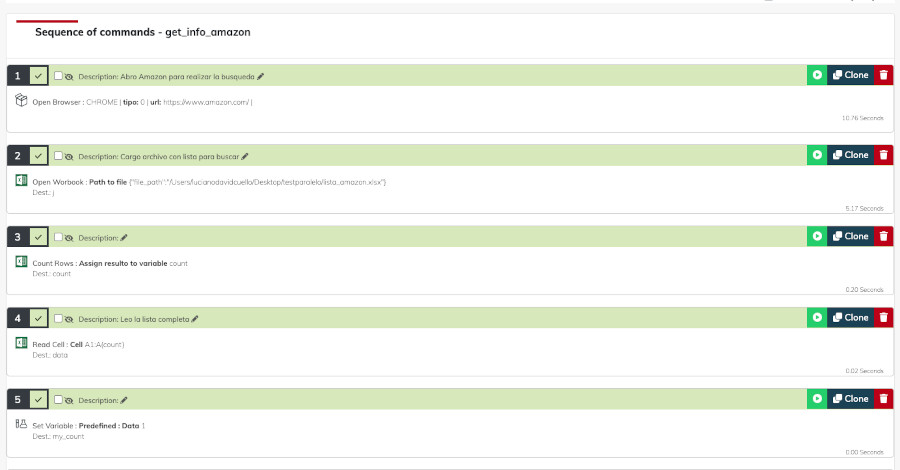 Sequence of commands - get_info_amazon
1 Description: Abro Amazon para realizar la busqueda Clone
Open Browser : CHROME | tipo: 0 | url: https://www.amazon.com/ |
10.76 Seconds
2 Description: Cargo archivo con lista para buscar Clone
Open Worbook : Path to file {"file_path":"/Users/lucianodavidcuello/Desktop/testparalelo/lista_amazon.xlsx"}
Dest.: j
5.17 Seconds
3 Description: Clone
Count Rows : Assign resulto to variable count
Dest.: count
0.20 Seconds
4 Description: Leo la lista completa Clone
Read Cell : Cell A1:A{count}
Dest.: data
0.02 Seconds
5 Description: Clone
Set Variable : Predefined : Data 1
Dest.: my_count
0.00 Seconds